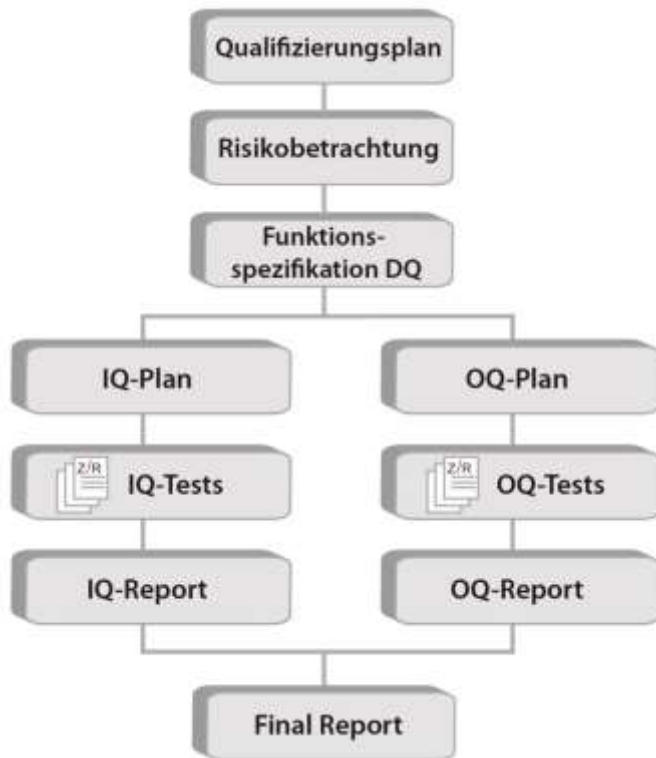 Qualifizierungsplan
Risikobetrachtung
Funktions-
spezifikation DQ
IQ-Plan
OQ-Plan
Z/R
IQ-Tests
Z/R
OQ-Tests
IQ-Report
OQ-Report
Final Report